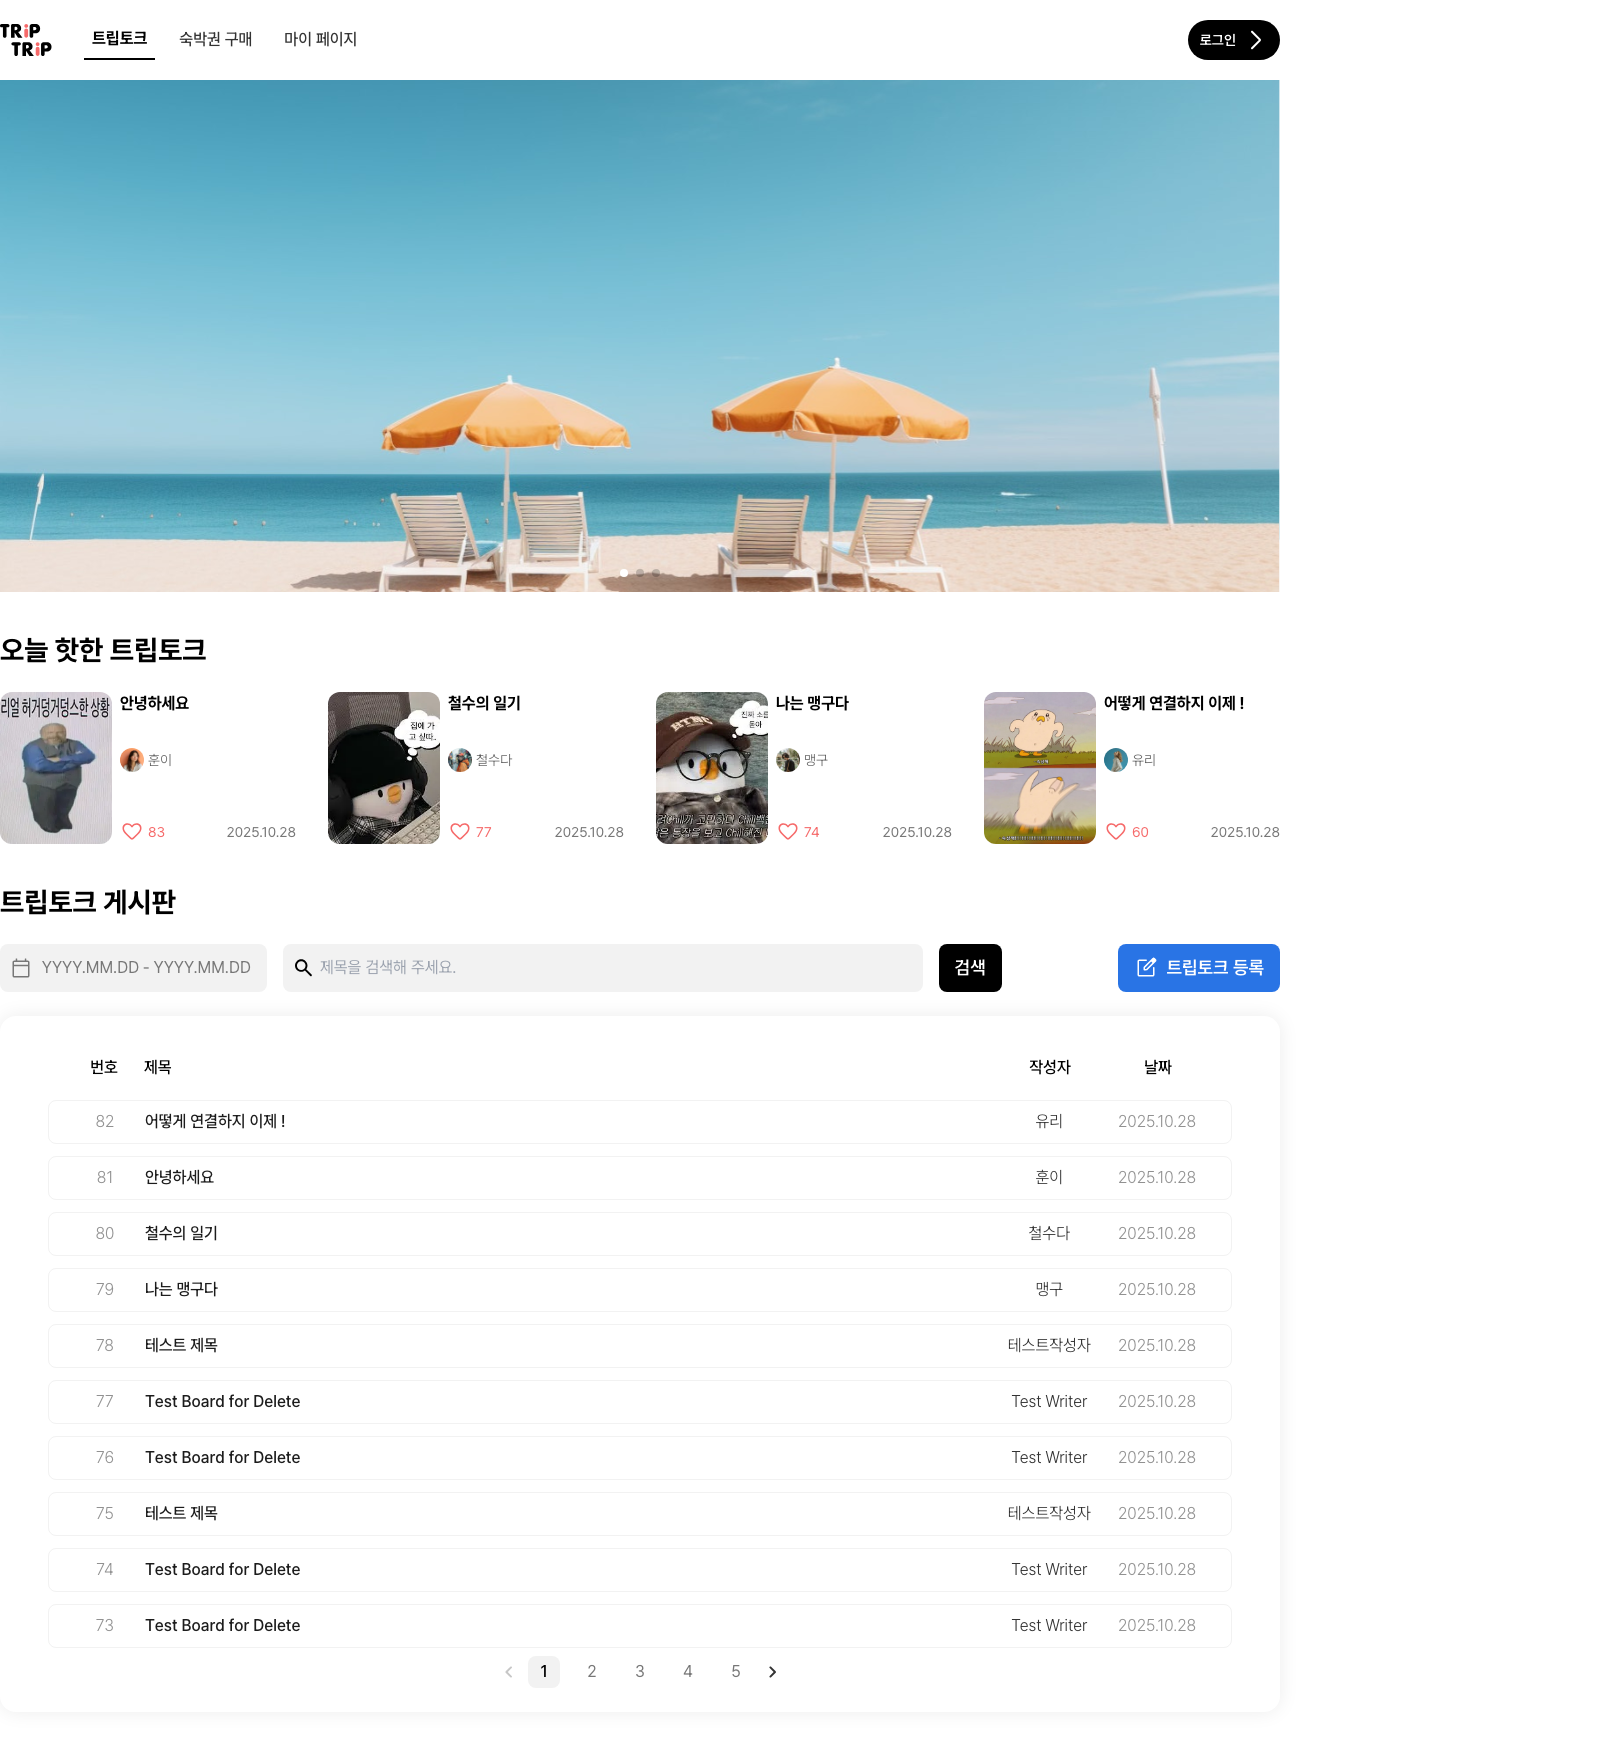 TRIP
TRIP
트립토크
숙박권 구매
마이 페이지
로그인
오늘 핫한 트립토크
리얼 허거덩거덩스한 상황
안녕하세요
훈이
83
2025.10.28
집에 가
고 싶따..
철수의 일기
철수다
77
2025.10.28
HTNC
진짜 소름
돋아
나는 맹구다
맹구
74
2025.10.28
어떻게 연결하지 이제 !
유리
60
2025.10.28
트립토크 게시판
YYYY.MM.DD - YYYY.MM.DD
제목을 검색해 주세요.
검색
트립토크 등록
번호 제목 작성자 날짜
82 어떻게 연결하지 이제 ! 유리 2025.10.28
81 안녕하세요 훈이 2025.10.28
80 철수의 일기 철수다 2025.10.28
79 나는 맹구다 맹구 2025.10.28
78 테스트 제목 테스트작성자 2025.10.28
77 Test Board for Delete Test Writer 2025.10.28
76 Test Board for Delete Test Writer 2025.10.28
75 테스트 제목 테스트작성자 2025.10.28
74 Test Board for Delete Test Writer 2025.10.28
73 Test Board for Delete Test Writer 2025.10.28
1 2 3 4 5